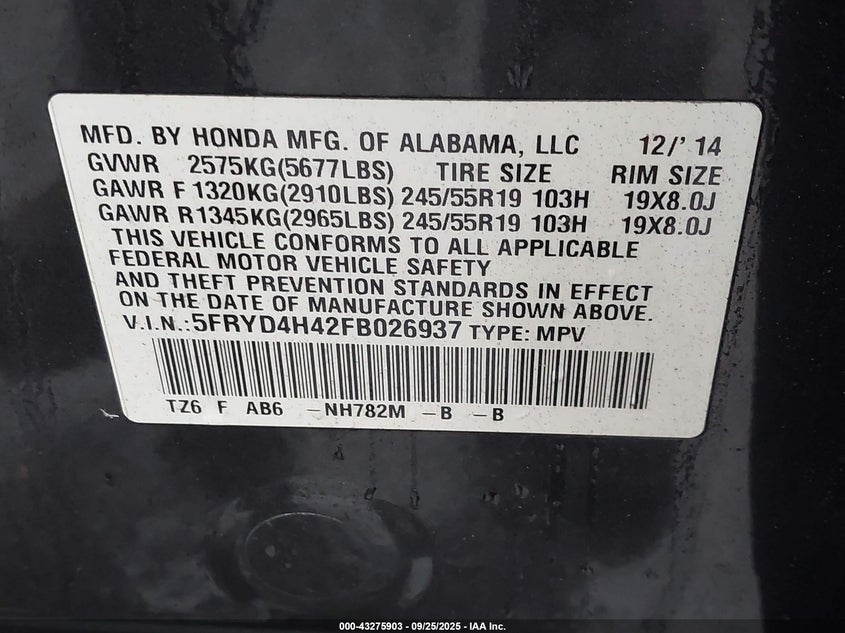 MFD. BY HONDA MFG. OF ALABAMA, LLC 12/' 14
GVWR 2575KG(5677LBS) TIRE SIZE RIM SIZE
GAWR F 1320KG(2910LBS) 245/55R19 103H 19X8.0J
GAWR R1345KG(2965LBS) 245/55R19 103H 19X8.0J
THIS VEHICLE CONFORMS TO ALL APPLICABLE
FEDERAL MOTOR VEHICLE SAFETY
AND THEFT PREVENTION STANDARDS IN EFFECT
ON THE DATE OF MANUFACTURE SHOWN ABOVE.
V.I.N.:5FRYD4H42FB026937 TYPE: MPV
TZ6 F AB6 -NH782M -B -B
000-43275903 - 09/25/2025 - IAA Inc.